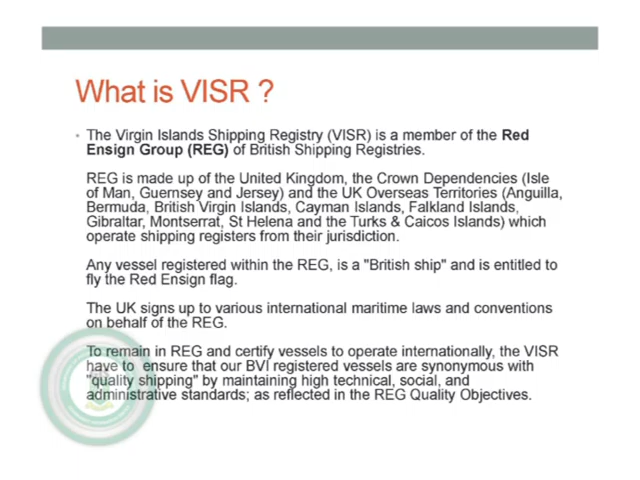 What is VISR ?
• The Virgin Islands Shipping Registry (VISR) is a member of the Red
Ensign Group (REG) of British Shipping Registries.
REG is made up of the United Kingdom, the Crown Dependencies (Isle
of Man, Guernsey and Jersey) and the UK Overseas Territories (Anguilla,
Bermuda, British Virgin Islands, Cayman Islands, Falkland Islands,
Gibraltar, Montserrat, St Helena and the Turks & Caicos Islands) which
operate shipping registers from their jurisdiction.
Any vessel registered within the REG, is a "British ship" and is entitled to
fly the Red Ensign flag.
The UK signs up to various international maritime laws and conventions
on behalf of the REG.
To remain in REG and certify vessels to operate internationally, the VISR
have to ensure that our BVI registered vessels are synonymous with
"quality shipping" by maintaining high technical, social, and
administrative standards; as reflected in the REG Quality Objectives.